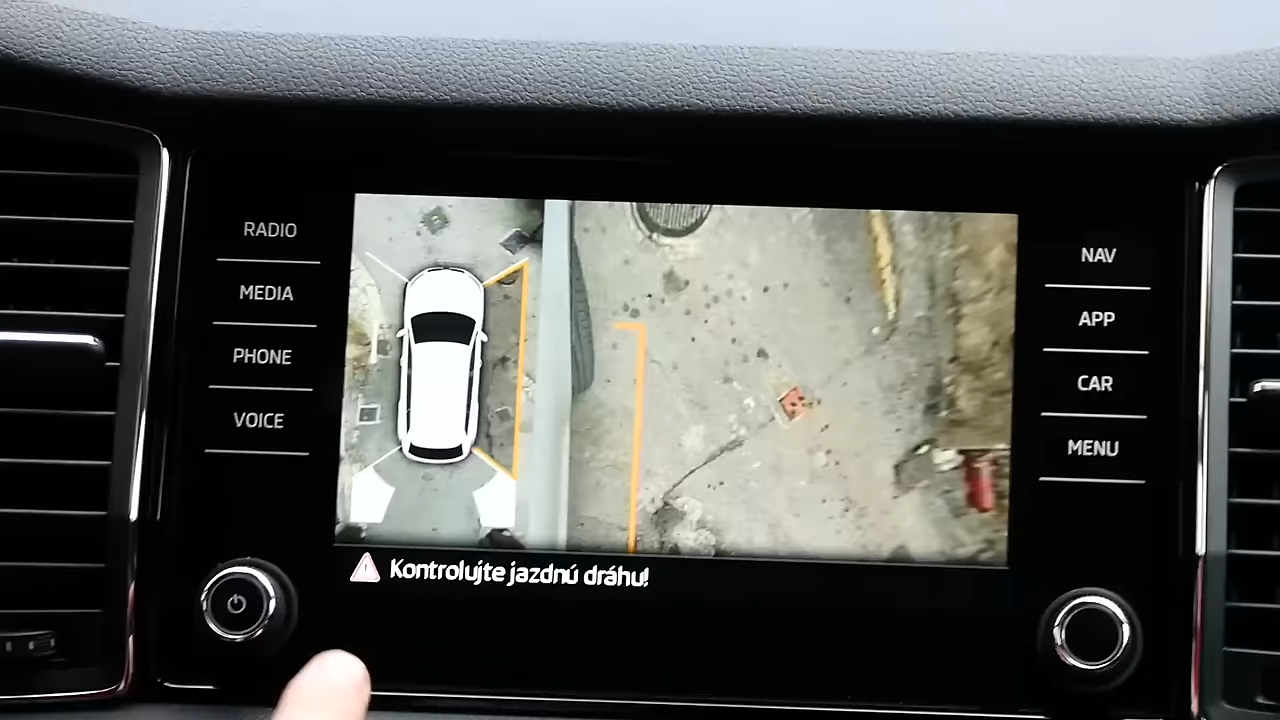 RADIO
MEDIA
PHONE
VOICE
NAV
APP
CAR
MENU
Kontrolujte jazdnú dráhu!